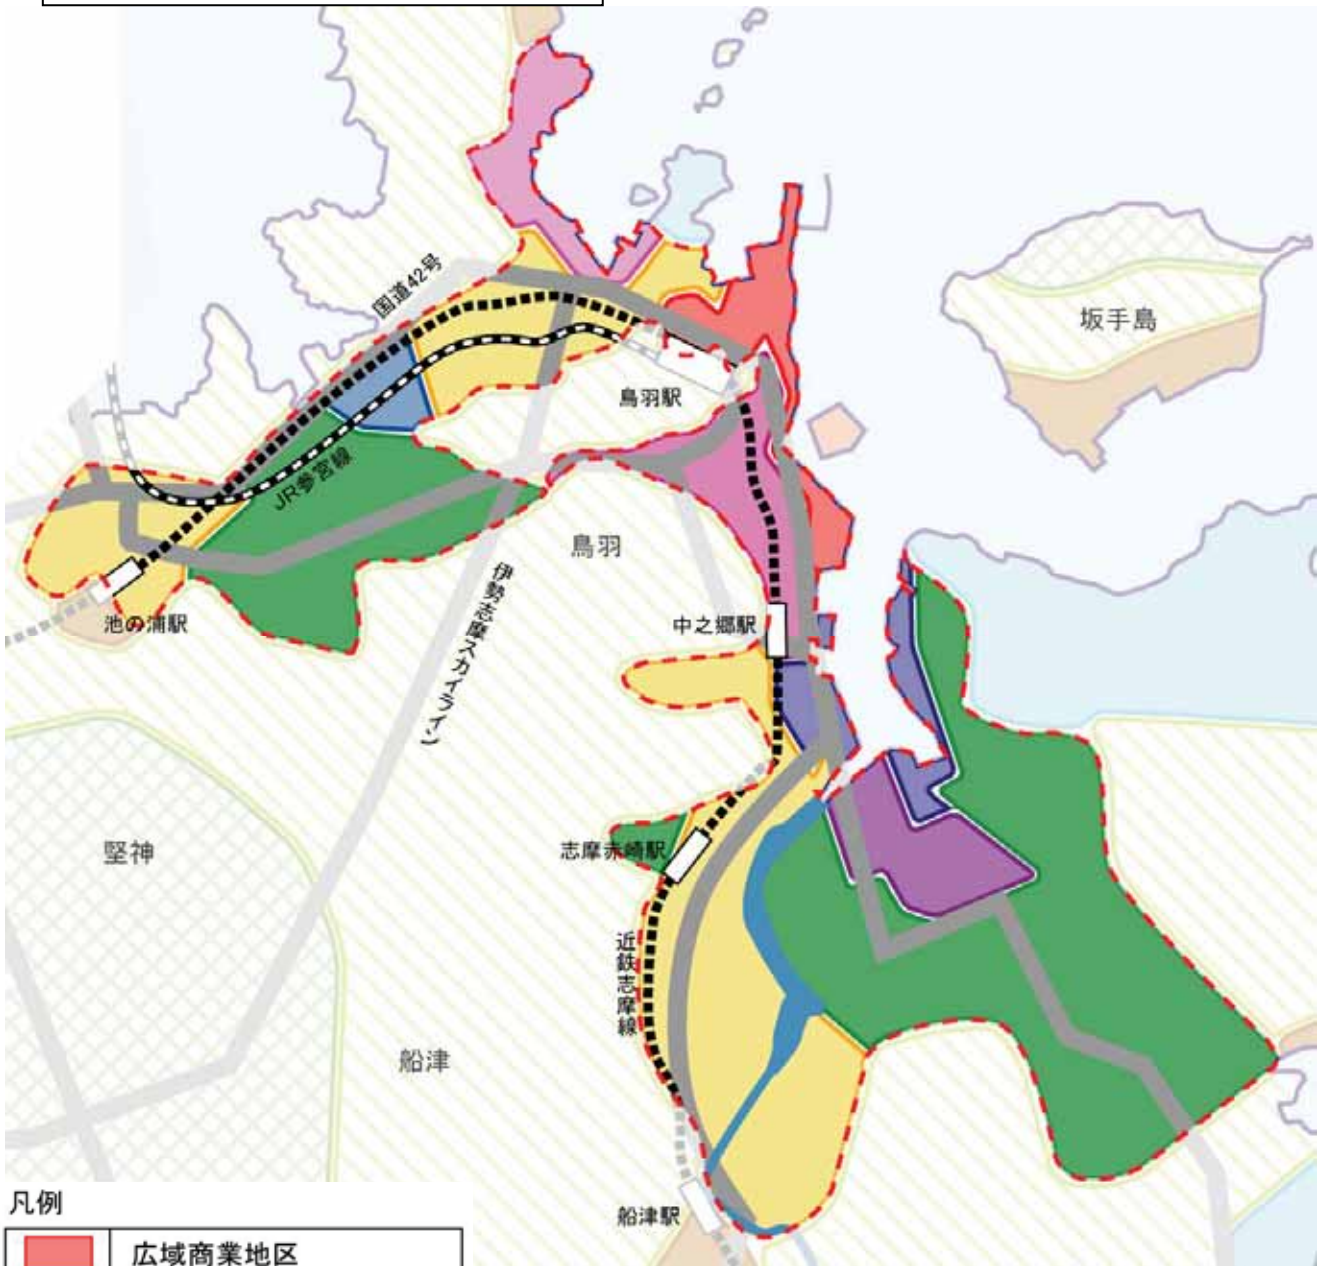 国道42号
坂手島
鳥羽駅
JR参宮線
鳥羽
伊勢志摩スカイライン
池の浦駅
中之郷駅
堅神
志摩赤崎駅
近鉄志摩線
船津
船津駅
凡例
広域商業地区